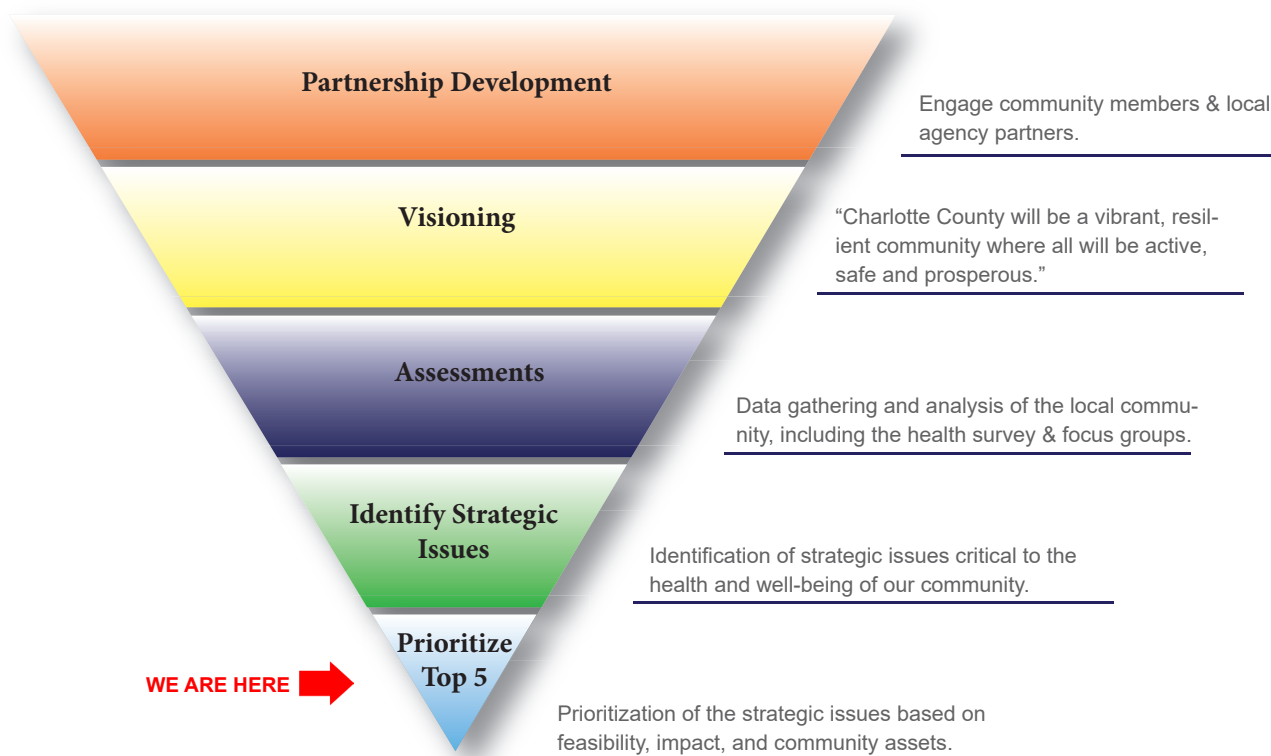 Partnership Development
Engage community members & local
agency partners.
Visioning
“Charlotte County will be a vibrant, resil-
ient community where all will be active,
safe and prosperous.”
Assessments
Data gathering and analysis of the local commu-
nity, including the health survey & focus groups.
Identify Strategic
Issues
Identification of strategic issues critical to the
health and well-being of our community.
Prioritize
Top 5
WE ARE HERE
Prioritization of the strategic issues based on
feasibility, impact, and community assets.